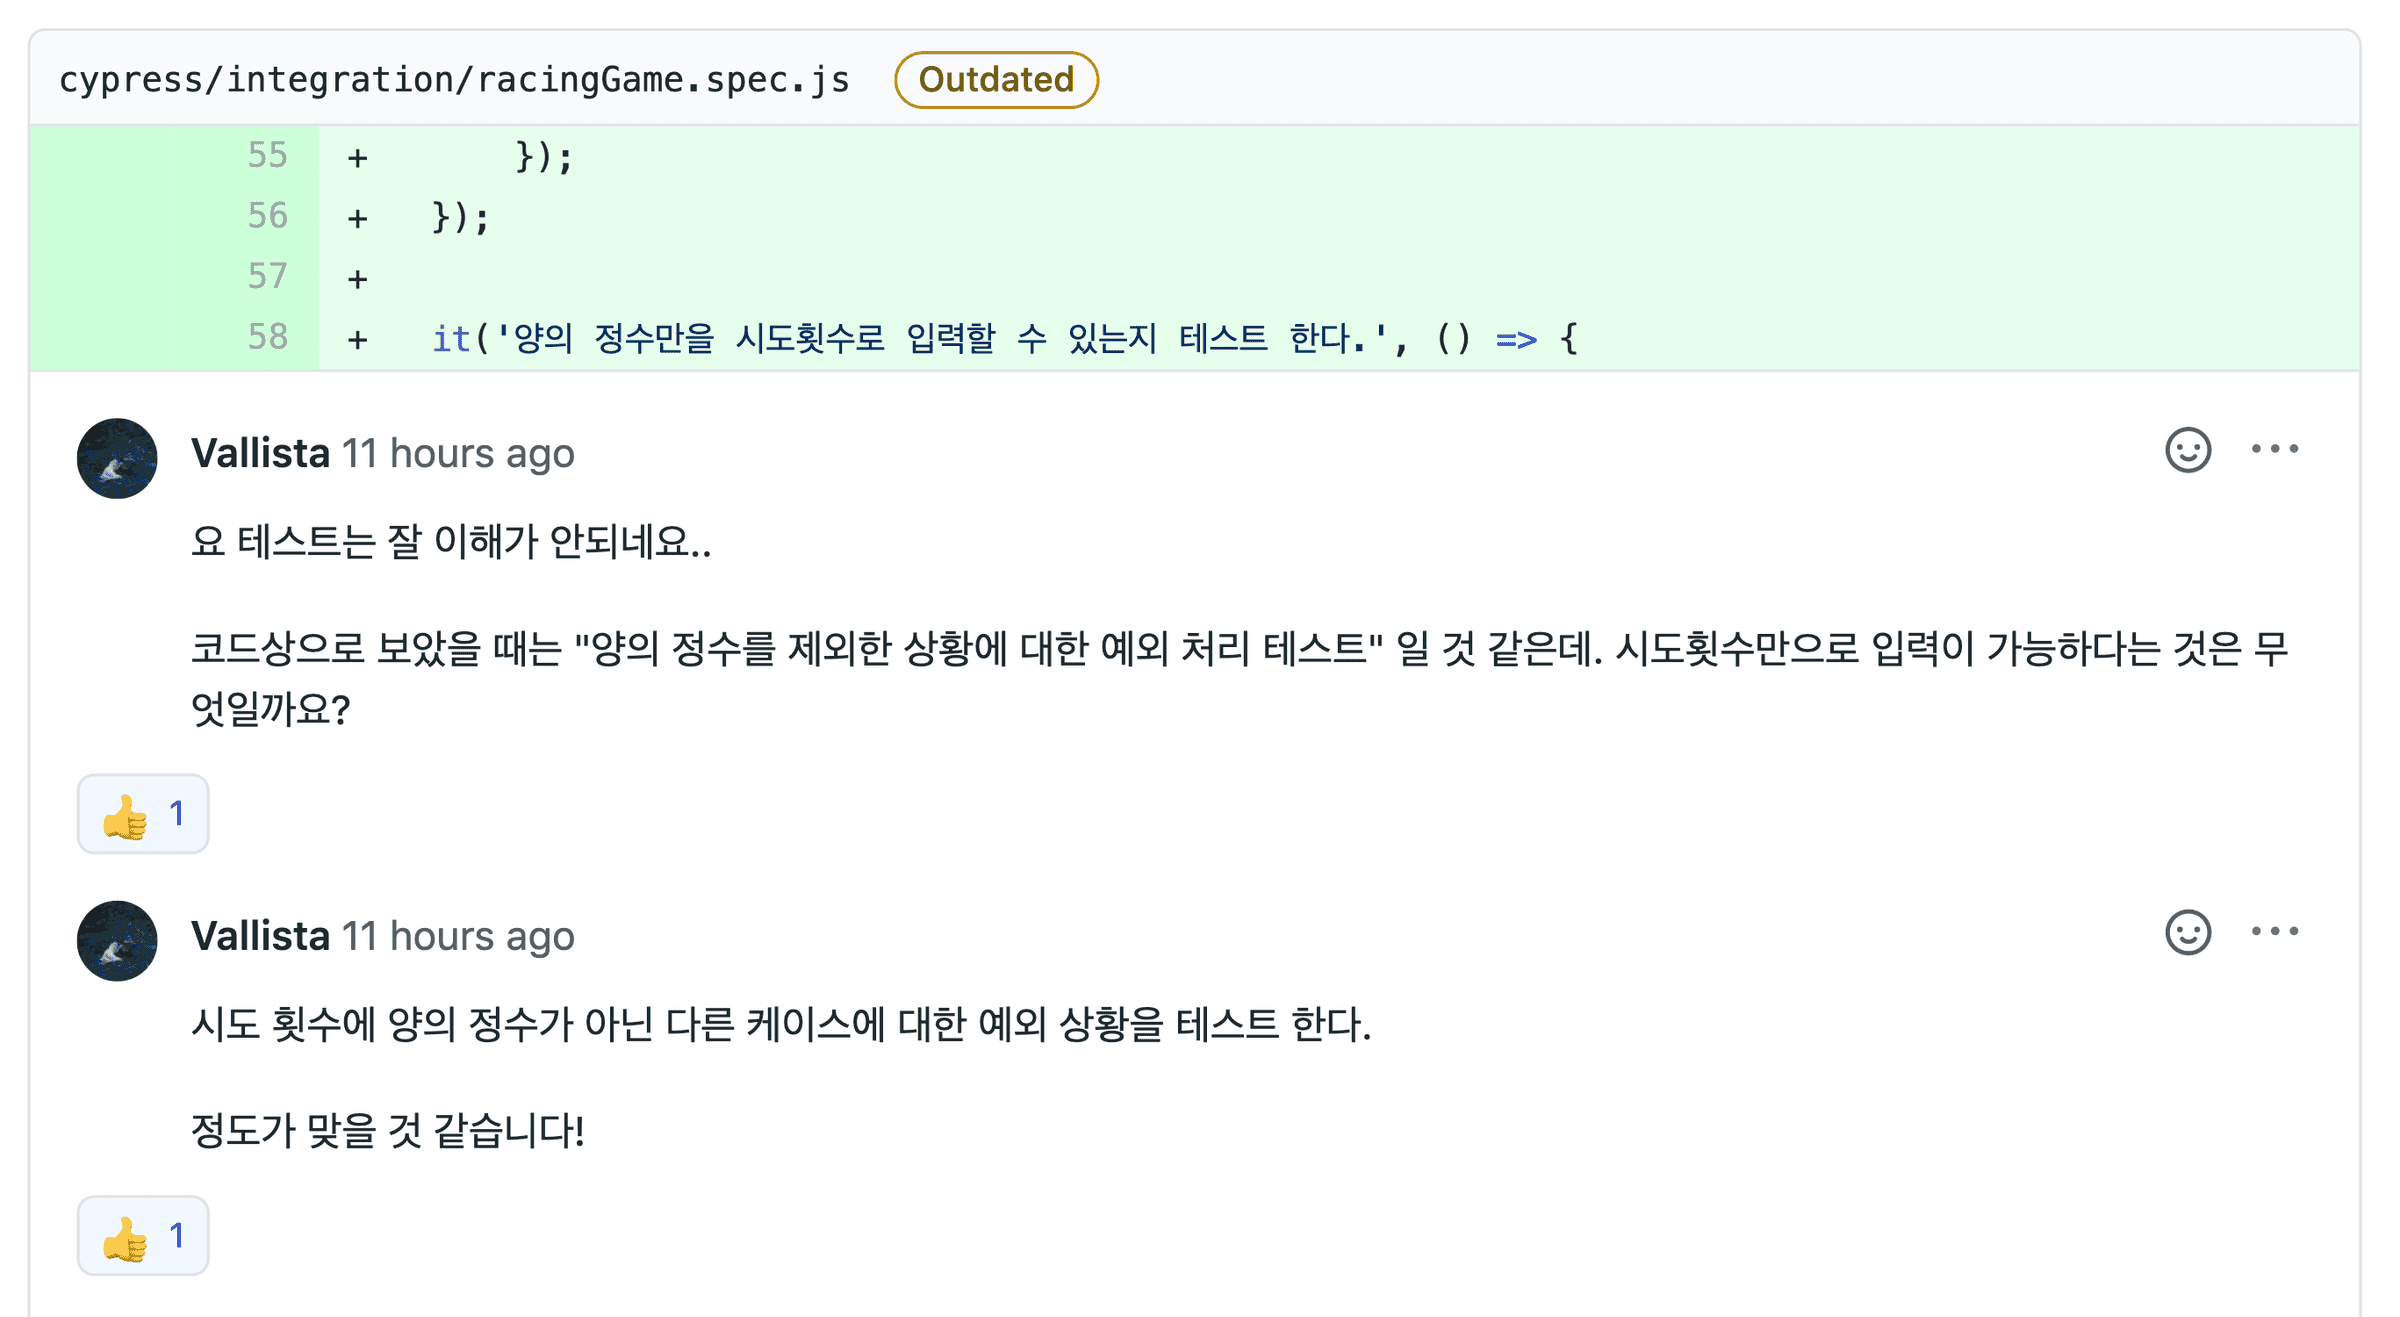 cypress/integration/racingGame.spec.js Outdated
55 + });
56 + });
57 +
58 + it('양의 정수만을 시도횟수로 입력할 수 있는지 테스트 한다.', () => {
Vallista 11 hours ago
요 테스트는 잘 이해가 안되네요..
코드상으로 보았을 때는 "양의 정수를 제외한 상황에 대한 예외 처리 테스트" 일 것 같은데. 시도횟수만으로 입력이 가능하다는 것은 무
엇일까요?
👍 1
Vallista 11 hours ago
시도 횟수에 양의 정수가 아닌 다른 케이스에 대한 예외 상황을 테스트 한다.
정도가 맞을 것 같습니다!
👍 1